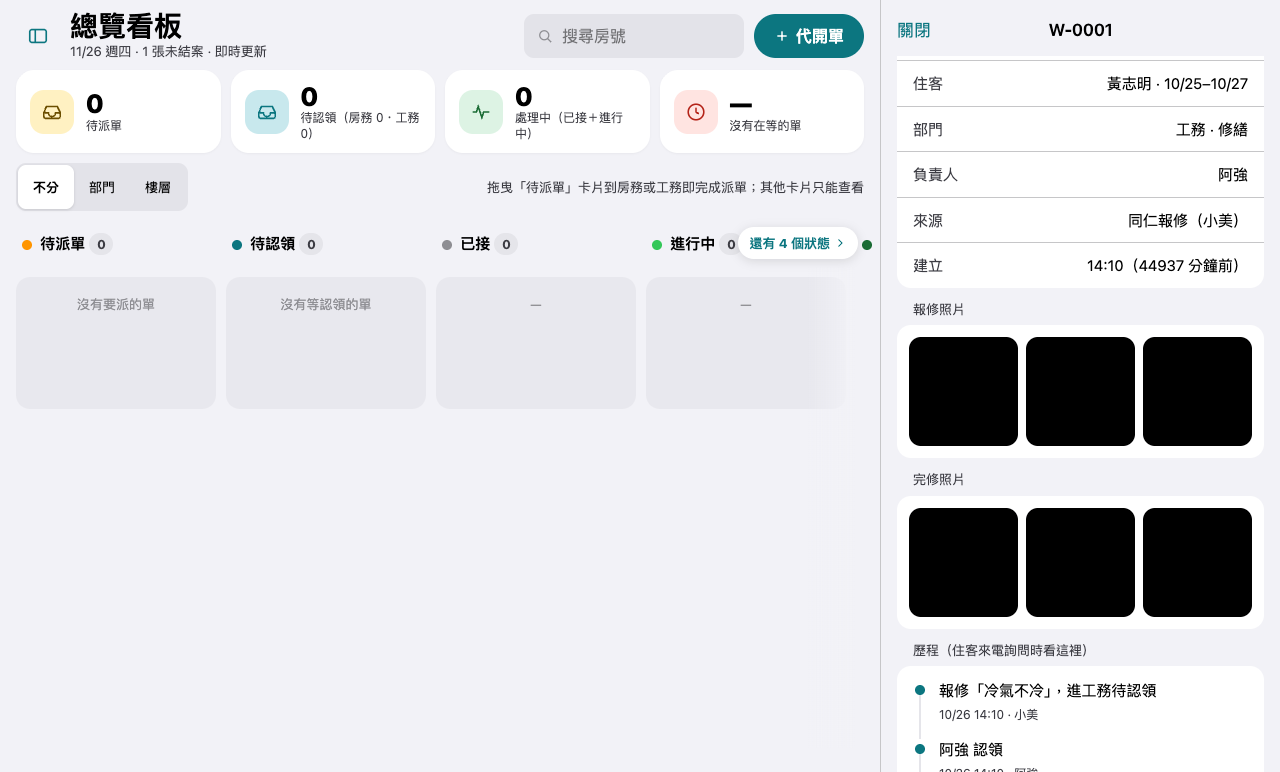 總覽看板
11/26 週四 · 1 張未結案 · 即時更新
搜尋房號
+ 代開單
0
待派單
0
待認領（房務 0 · 工務
0）
0
處理中（已接＋進行
中）
—
沒有在等的單
不分
部門
樓層
拖曳「待派單」卡片到房務或工務即完成派單；其他卡片只能查看
待派單 0
待認領 0
已接 0
進行中 0
還有 4 個狀態
沒有要派的單
沒有等認領的單
—
—
關閉
W-0001
住客 黃志明 · 10/25–10/27
部門 工務 · 修繕
負責人 阿強
來源 同仁報修（小美）
建立 14:10（44937 分鐘前）
報修照片
完修照片
歷程（住客來電詢問時看這裡）
報修「冷氣不冷」，進工務待認領
10/26 14:10 · 小美
阿強 認領
10/26 14:10 · 阿強